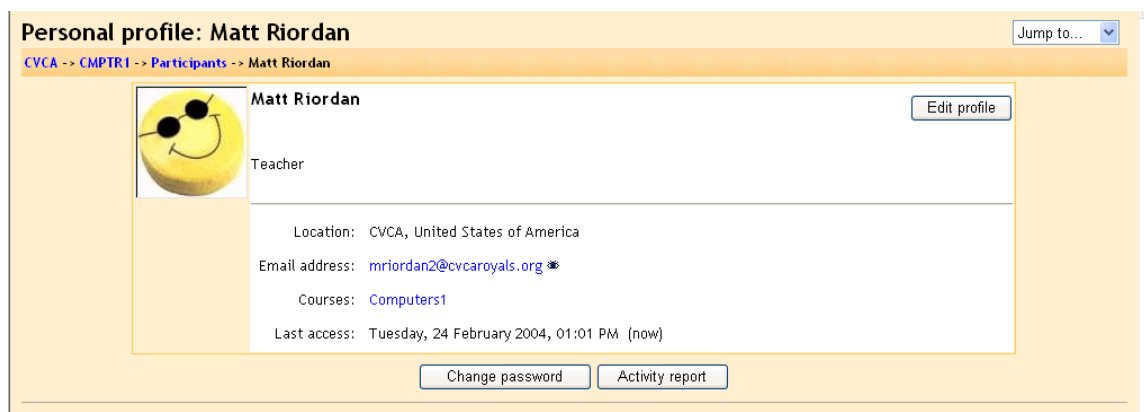 Personal profile: Matt Riordan
Jump to...
CVCA -> CMPTR1 -> Participants -> Matt Riordan
Matt Riordan
Edit profile
Teacher
Location: CVCA, United States of America
Email address: mriordan2@cvcaroyals.org
Courses: Computers1
Last access: Tuesday, 24 February 2004, 01:01 PM (now)
Change password
Activity report